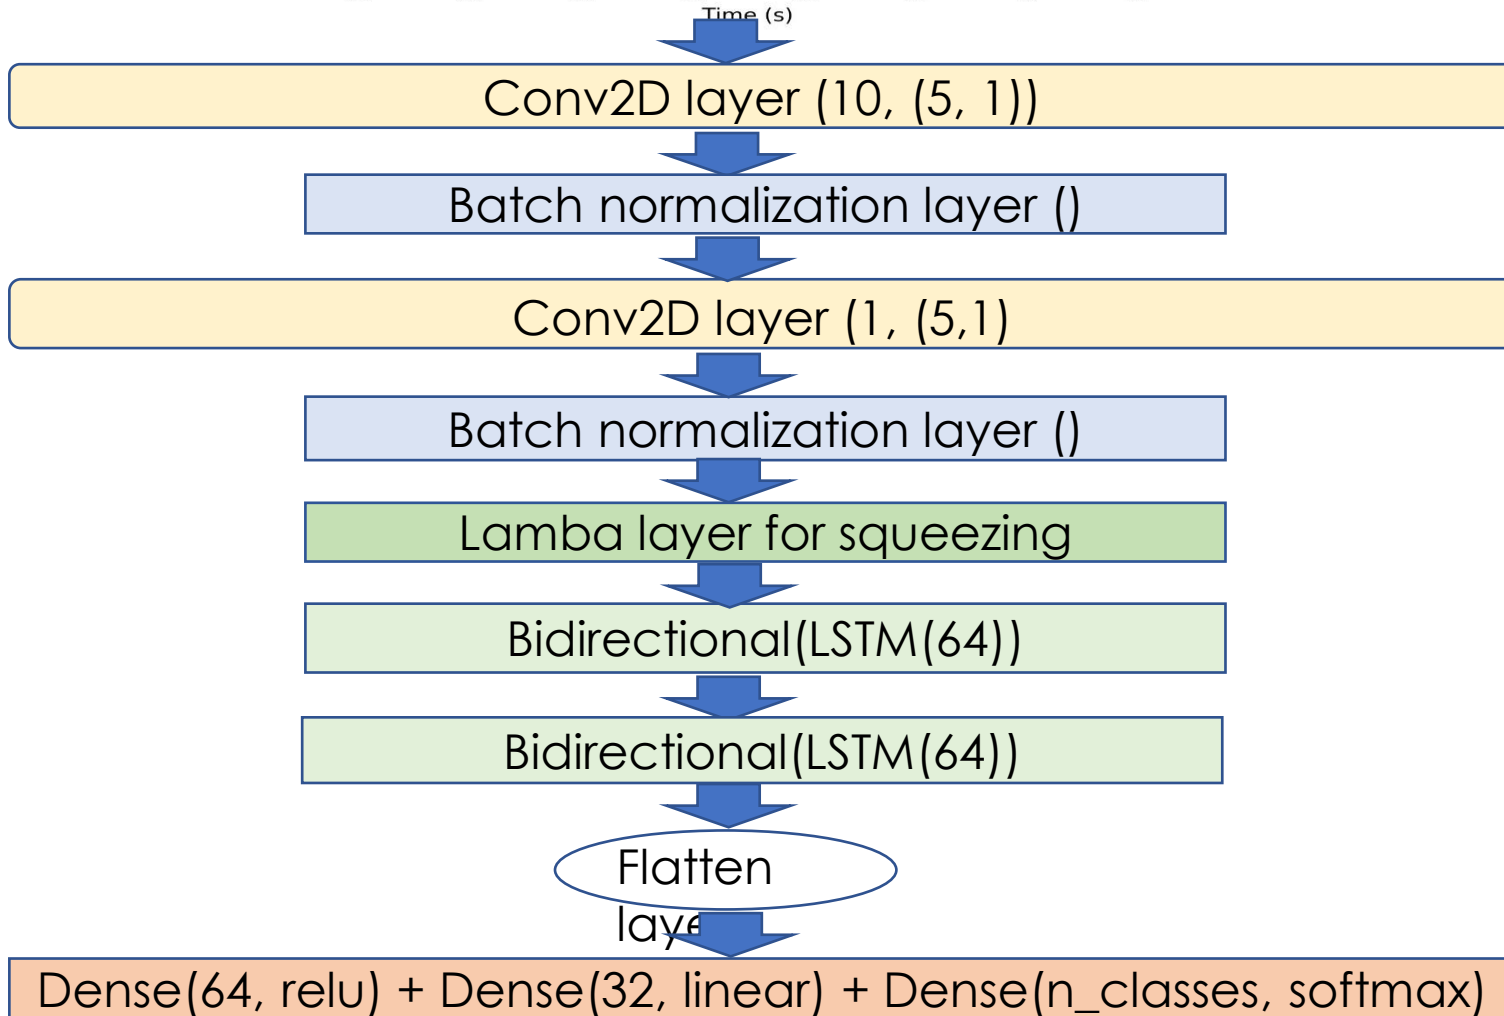 Time (s)
Conv2D layer (10, (5, 1))
Batch normalization layer ()
Conv2D layer (1, (5,1)
Batch normalization layer ()
Lamba layer for squeezing
Bidirectional(LSTM(64))
Bidirectional(LSTM(64))
Flatten
layer
Dense(64, relu) + Dense(32, linear) + Dense(n_classes, softmax)